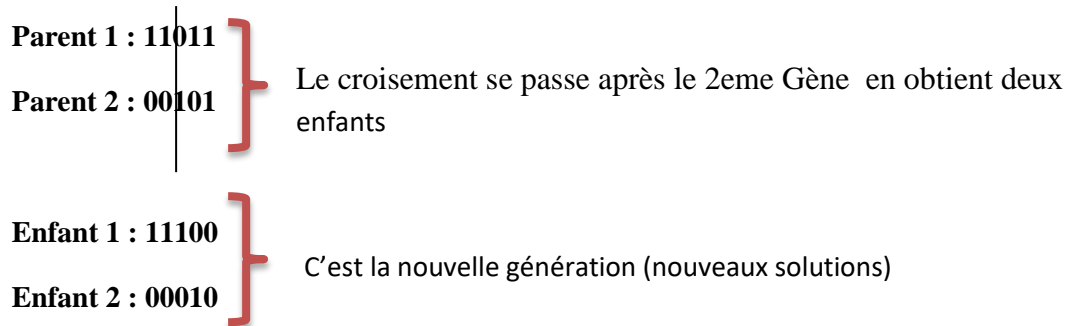 Parent 1 : 11011
Parent 2 : 00101
Le croisement se passe après le 2eme Gène en obtient deux
enfants
Enfant 1 : 11100
Enfant 2 : 00010
C’est la nouvelle génération (nouveaux solutions)